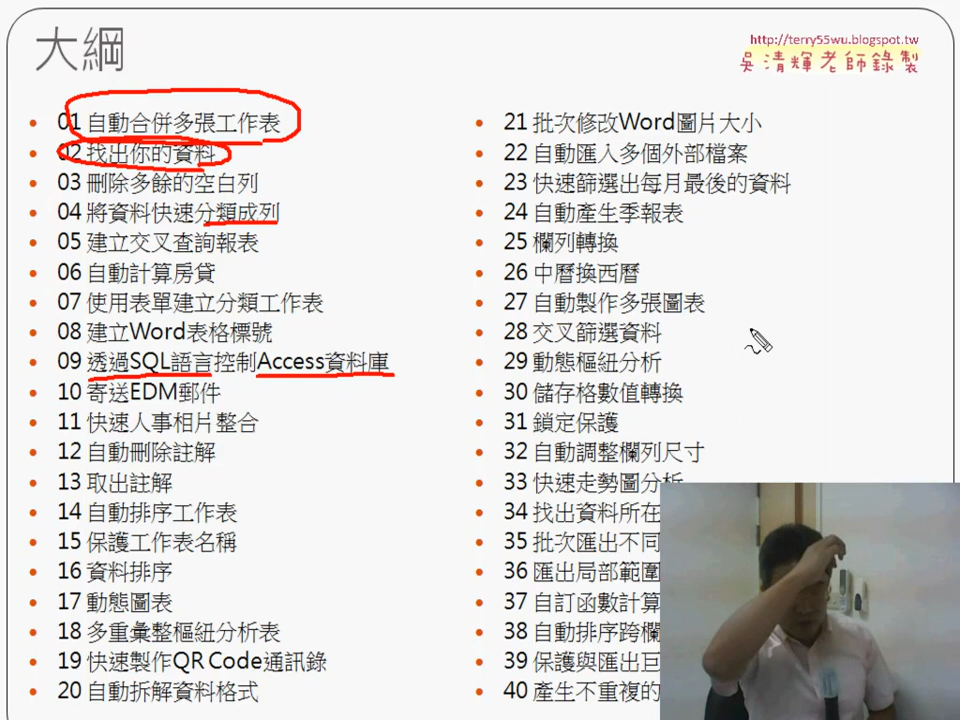 大綱
http://terry55wu.blogspot.tw
吳清輝老師錄製
01 自動合併多張工作表
02 找出你的資料
03 刪除多餘的空白列
04 將資料快速分類成列
05 建立交叉查詢報表
06 自動計算房貸
07 使用表單建立分類工作表
08 建立Word表格標號
09 透過SQL語言控制Access資料庫
10 寄送EDM郵件
11 快速人事相片整合
12 自動刪除註解
13 取出註解
14 自動排序工作表
15 保護工作表名稱
16 資料排序
17 動態圖表
18 多重彙整樞紐分析表
19 快速製作QR Code通訊錄
20 自動拆解資料格式
21 批次修改Word圖片大小
22 自動匯入多個外部檔案
23 快速篩選出每月最後的資料
24 自動產生季報表
25 欄列轉換
26 中曆換西曆
27 自動製作多張圖表
28 交叉篩選資料
29 動態樞紐分析
30 儲存格數值轉換
31 鎖定保護
32 自動調整欄列尺寸
33 快速走勢圖分析
34 找出資料所在
35 批次匯出不同
36 匯出局部範圍
37 自訂函數計算
38 自動排序跨欄
39 保護與匯出巨
40 產生不重複的